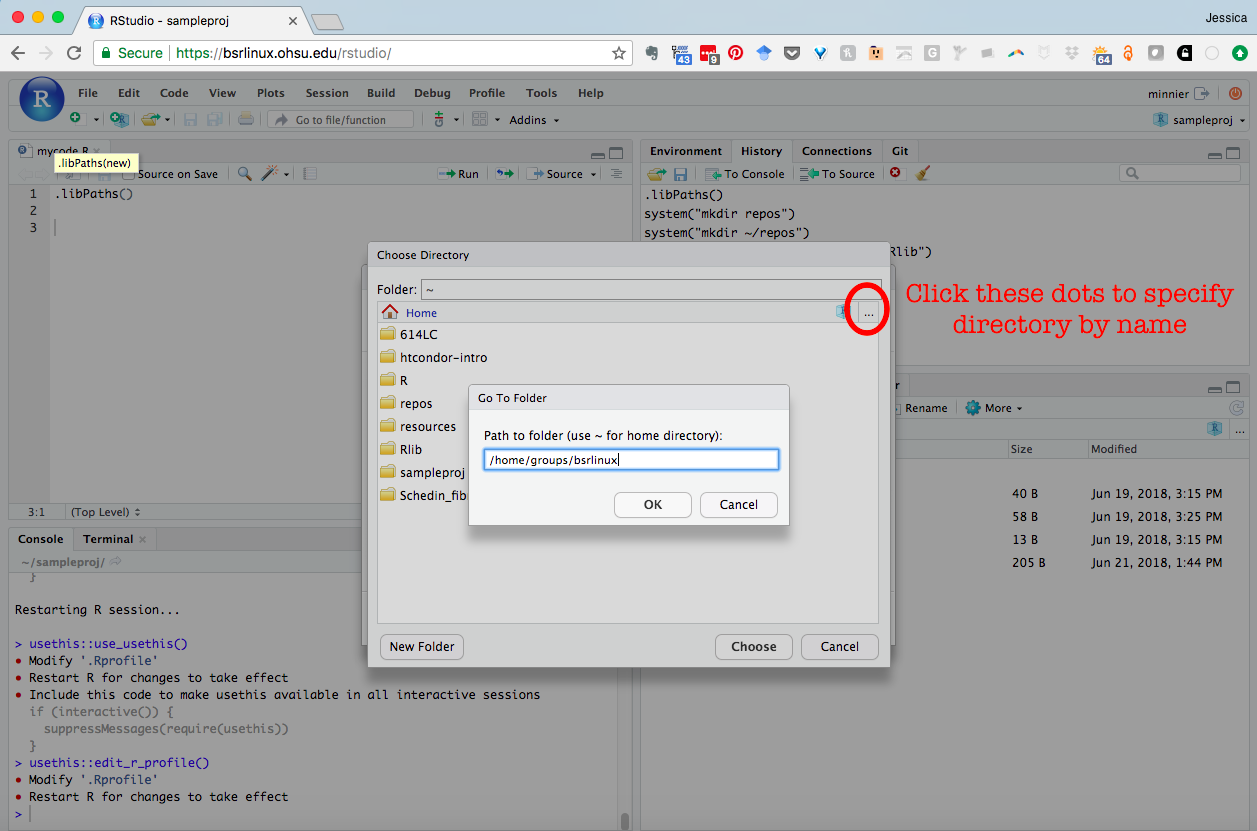 RStudio - sampleproj
Jessica
Secure https://bsrlinux.ohsu.edu/rstudio/
43
9
64
R
File Edit Code View Plots Session Build Debug Profile Tools Help
minnier
Go to file/function
Addins
sampleproj
mycode.R
.libPaths(new)
Source on Save
Run
Source
1 .libPaths()
2
3
3:1 (Top Level)
Environment History Connections Git
To Console To Source
.libPaths()
system("mkdir repos")
system("mkdir ~/repos")
Rlib")
Click these dots to specify
directory by name
Choose Directory
Folder: ~
Home
...
614LC
htcondor-intro
R
repos
resources
Rlib
sampleproj
Schedin_fib
Go To Folder
Path to folder (use ~ for home directory):
/home/groups/bsrlinux
OK Cancel
New Folder Choose Cancel
r
Rename More
...
Size Modified
40 B Jun 19, 2018, 3:15 PM
58 B Jun 19, 2018, 3:25 PM
13 B Jun 19, 2018, 3:15 PM
205 B Jun 21, 2018, 1:44 PM
Console Terminal
~/sampleproj/
}
Restarting R session...
> usethis::use_usethis()
• Modify '.Rprofile'
• Restart R for changes to take effect
• Include this code to make usethis available in all interactive sessions
if (interactive()) {
suppressMessages(require(usethis))
}
> usethis::edit_r_profile()
• Modify '.Rprofile'
• Restart R for changes to take effect
>